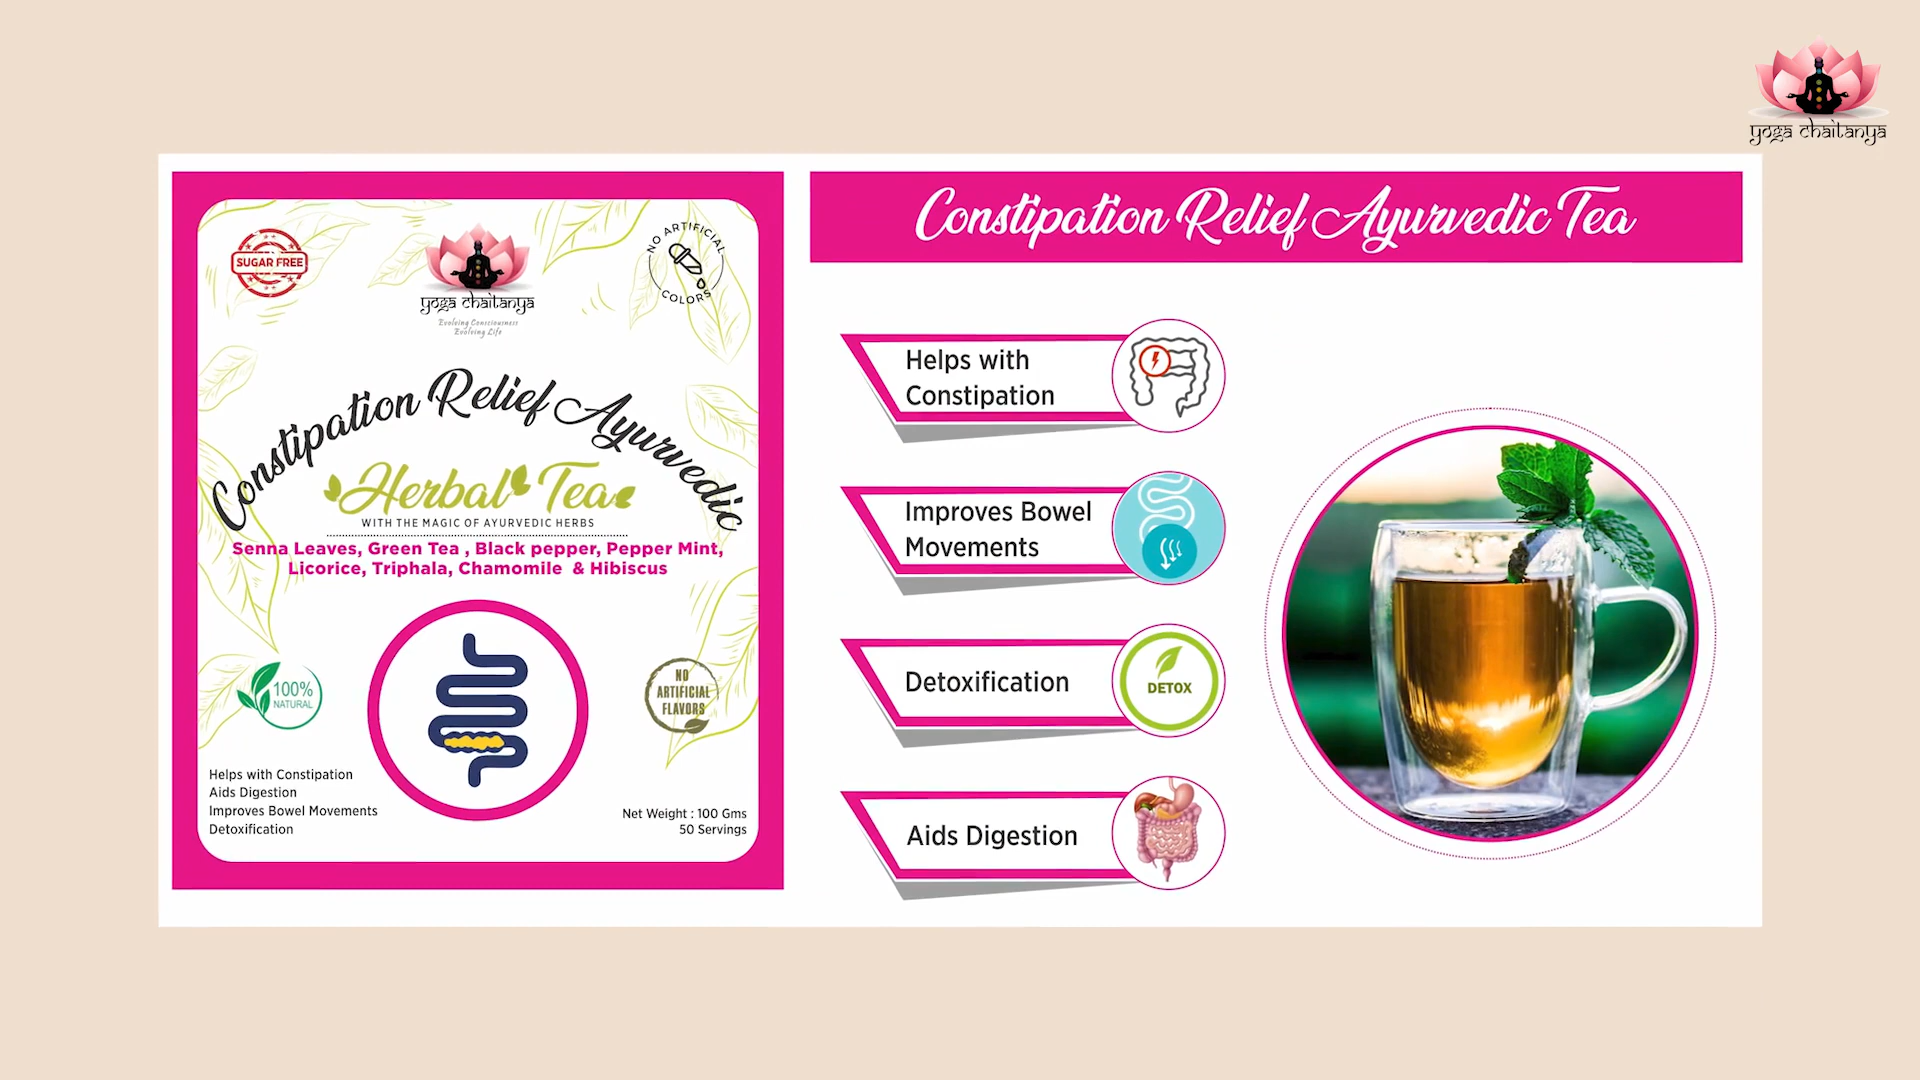 yoga chaitanya
SUGAR FREE
yoga chaitanya
Evolving Consciousness
Evolving Life
NO ARTIFICIAL
COLORS
Constipation Relief Ayurvedic
Herbal Tea
WITH THE MAGIC OF AYURVEDIC HERBS
Senna Leaves, Green Tea , Black pepper, Pepper Mint,
Licorice, Triphala, Chamomile & Hibiscus
100%
NATURAL
NO
ARTIFICIAL
FLAVORS
Helps with Constipation
Aids Digestion
Improves Bowel Movements
Detoxification
Net Weight : 100 Gms
50 Servings
Constipation Relief Ayurvedic Tea
Helps with
Constipation
Improves Bowel
Movements
Detoxification
DETOX
Aids Digestion